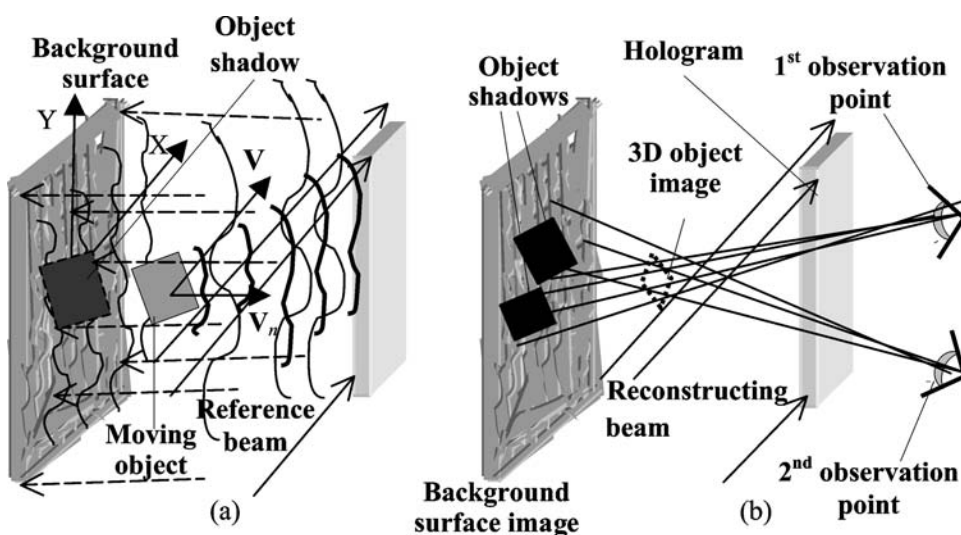 Background
surface
Object
shadow
Y
X
V
Vn
Moving
object
Reference
beam
(a)
Object
shadows
Hologram
1st observation
point
3D object
image
Reconstructing
beam
Background
surface image
2nd observation
point
(b)